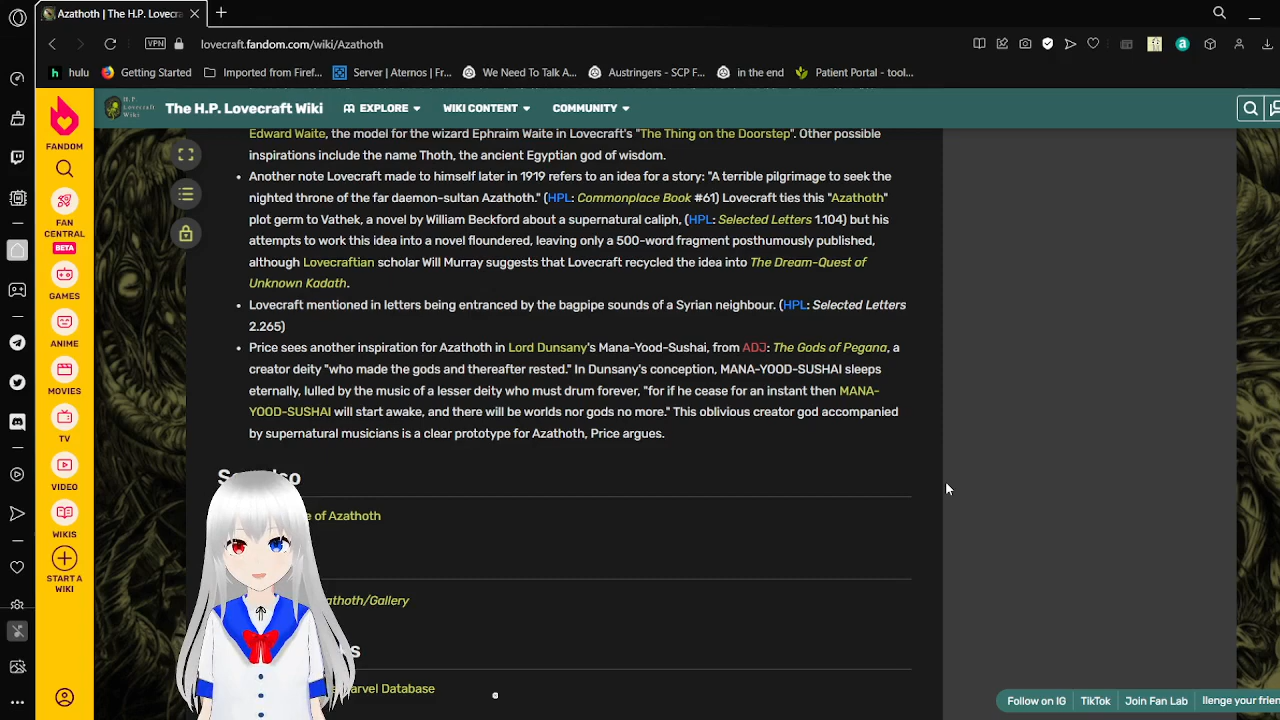 Azathoth | The H.P. Lovecra
VPN
lovecraft.fandom.com/wiki/Azathoth
hulu
Getting Started
Imported from Firef...
Server | Aternos | Fr...
We Need To Talk A...
Austringers - SCP F...
in the end
Patient Portal - tool...
H.P. Lovecraft Wiki
The H.P. Lovecraft Wiki
EXPLORE
WIKI CONTENT
COMMUNITY
FANDOM
FAN CENTRAL
BETA
GAMES
ANIME
MOVIES
TV
VIDEO
WIKIS
START A WIKI
Edward Waite, the model for the wizard Ephraim Waite in Lovecraft's "The Thing on the Doorstep". Other possible
inspirations include the name Thoth, the ancient Egyptian god of wisdom.
• Another note Lovecraft made to himself later in 1919 refers to an idea for a story: "A terrible pilgrimage to seek the
nighted throne of the far daemon-sultan Azathoth." (HPL: Commonplace Book #61) Lovecraft ties this "Azathoth"
plot germ to Vathek, a novel by William Beckford about a supernatural caliph, (HPL: Selected Letters 1.104) but his
attempts to work this idea into a novel floundered, leaving only a 500-word fragment posthumously published,
although Lovecraftian scholar Will Murray suggests that Lovecraft recycled the idea into The Dream-Quest of
Unknown Kadath.
• Lovecraft mentioned in letters being entranced by the bagpipe sounds of a Syrian neighbour. (HPL: Selected Letters
2.265)
• Price sees another inspiration for Azathoth in Lord Dunsany's Mana-Yood-Sushai, from ADJ: The Gods of Pegana, a
creator deity "who made the gods and thereafter rested." In Dunsany's conception, MANA-YOOD-SUSHAI sleeps
eternally, lulled by the music of a lesser deity who must drum forever, "for if he cease for an instant then MANA-
YOOD-SUSHAI will start awake, and there will be worlds nor gods no more." This oblivious creator god accompanied
by supernatural musicians is a clear prototype for Azathoth, Price argues.
of Azathoth
/Gallery
Database
Follow on IG
TikTok
Join Fan Lab